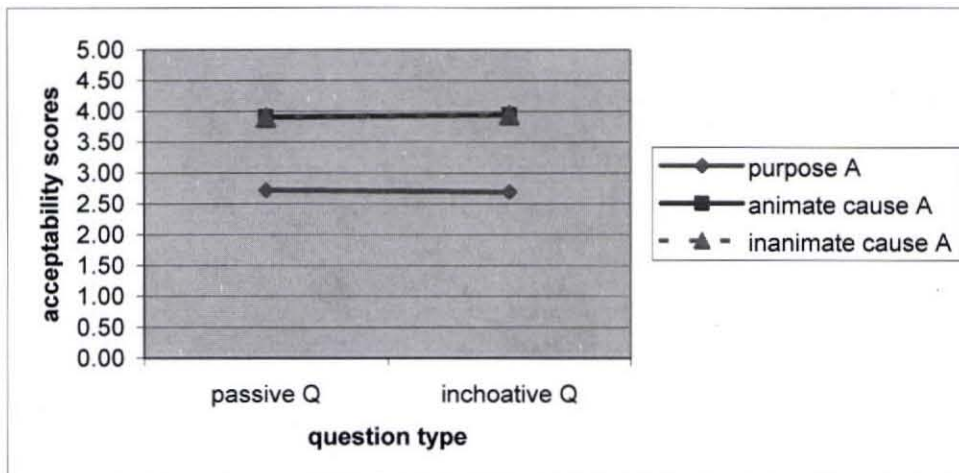 5.00
4.50
4.00
3.50
3.00
2.50
2.00
1.50
1.00
0.50
0.00
acceptability scores
passive Q
inchoative Q
question type
purpose A
animate cause A
inanimate cause A